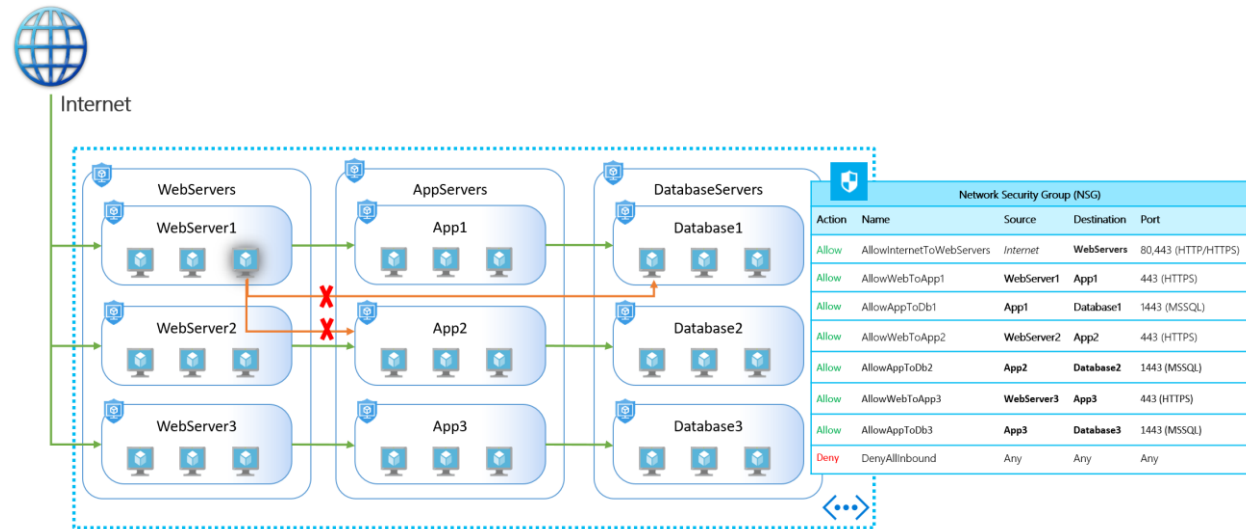 Internet
WebServers
AppServers
DatabaseServers
WebServer1
App1
Database1
WebServer2
App2
Database2
WebServer3
App3
Database3
Network Security Group (NSG)
Action Name Source Destination Port
Allow AllowInternetToWebServers Internet WebServers 80,443 (HTTP/HTTPS)
Allow AllowWebToApp1 WebServer1 App1 443 (HTTPS)
Allow AllowAppToDb1 App1 Database1 1443 (MSSQL)
Allow AllowWebToApp2 WebServer2 App2 443 (HTTPS)
Allow AllowAppToDb2 App2 Database2 1443 (MSSQL)
Allow AllowWebToApp3 WebServer3 App3 443 (HTTPS)
Allow AllowAppToDb3 App3 Database3 1443 (MSSQL)
Deny DenyAllInbound Any Any Any